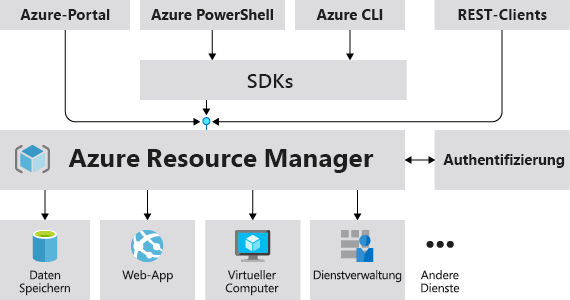 Azure-Portal
Azure PowerShell
Azure CLI
REST-Clients
SDKs
Azure Resource Manager
Authentifizierung
Daten
Speichern
Web-App
Virtueller
Computer
Dienstverwaltung
Andere
Dienste